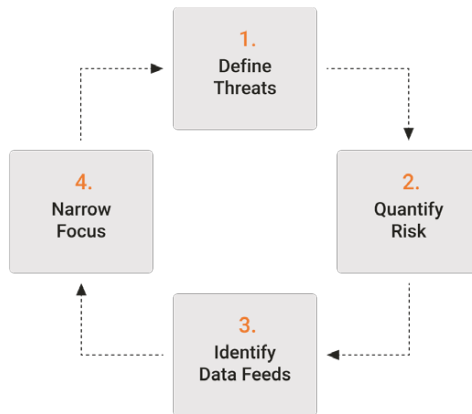 1.
Define
Threats
2.
Quantify
Risk
3.
Identify
Data Feeds
4.
Narrow
Focus